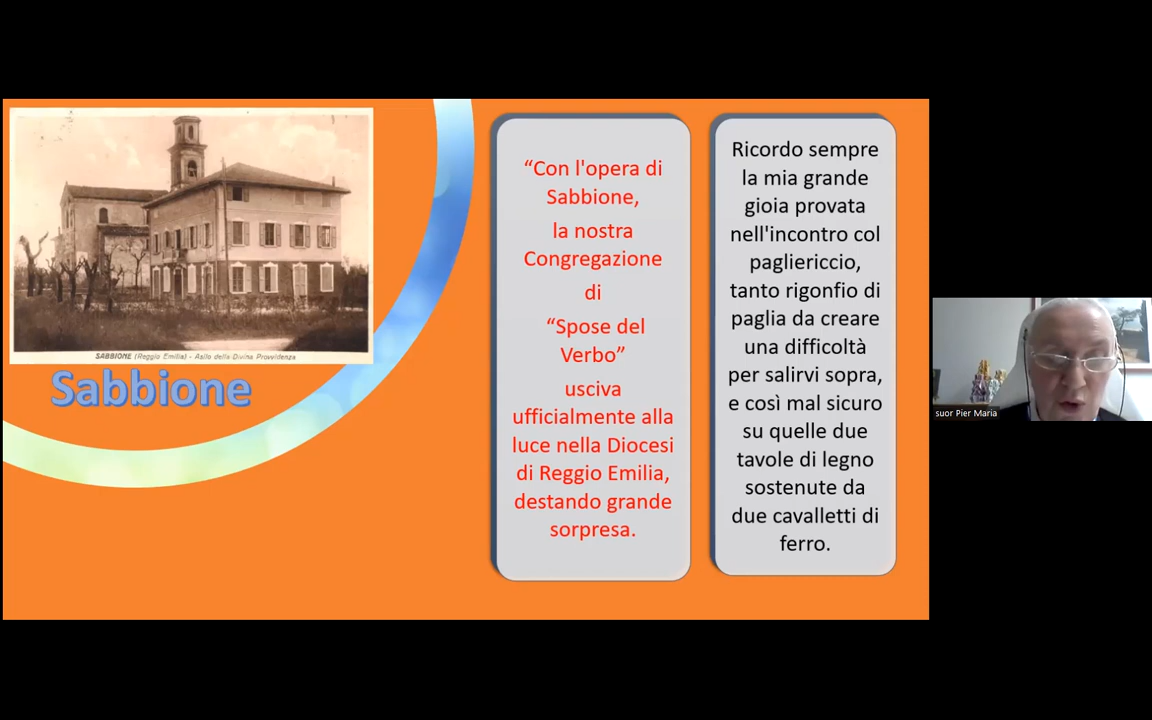 SABBIONE (Reggio Emilia) - Asilo della Divina Provvidenza
Sabbione
“Con l'opera di
Sabbione,
la nostra
Congregazione
di
“Spose del
Verbo”
usciva
ufficialmente alla
luce nella Diocesi
di Reggio Emilia,
destando grande
sorpresa.
Ricordo sempre
la mia grande
gioia provata
nell'incontro col
pagliericcio,
tanto rigonfio di
paglia da creare
una difficoltà
per salirvi sopra,
e così mal sicuro
su quelle due
tavole di legno
sostenute da
due cavalletti di
ferro.
suor Pier Maria